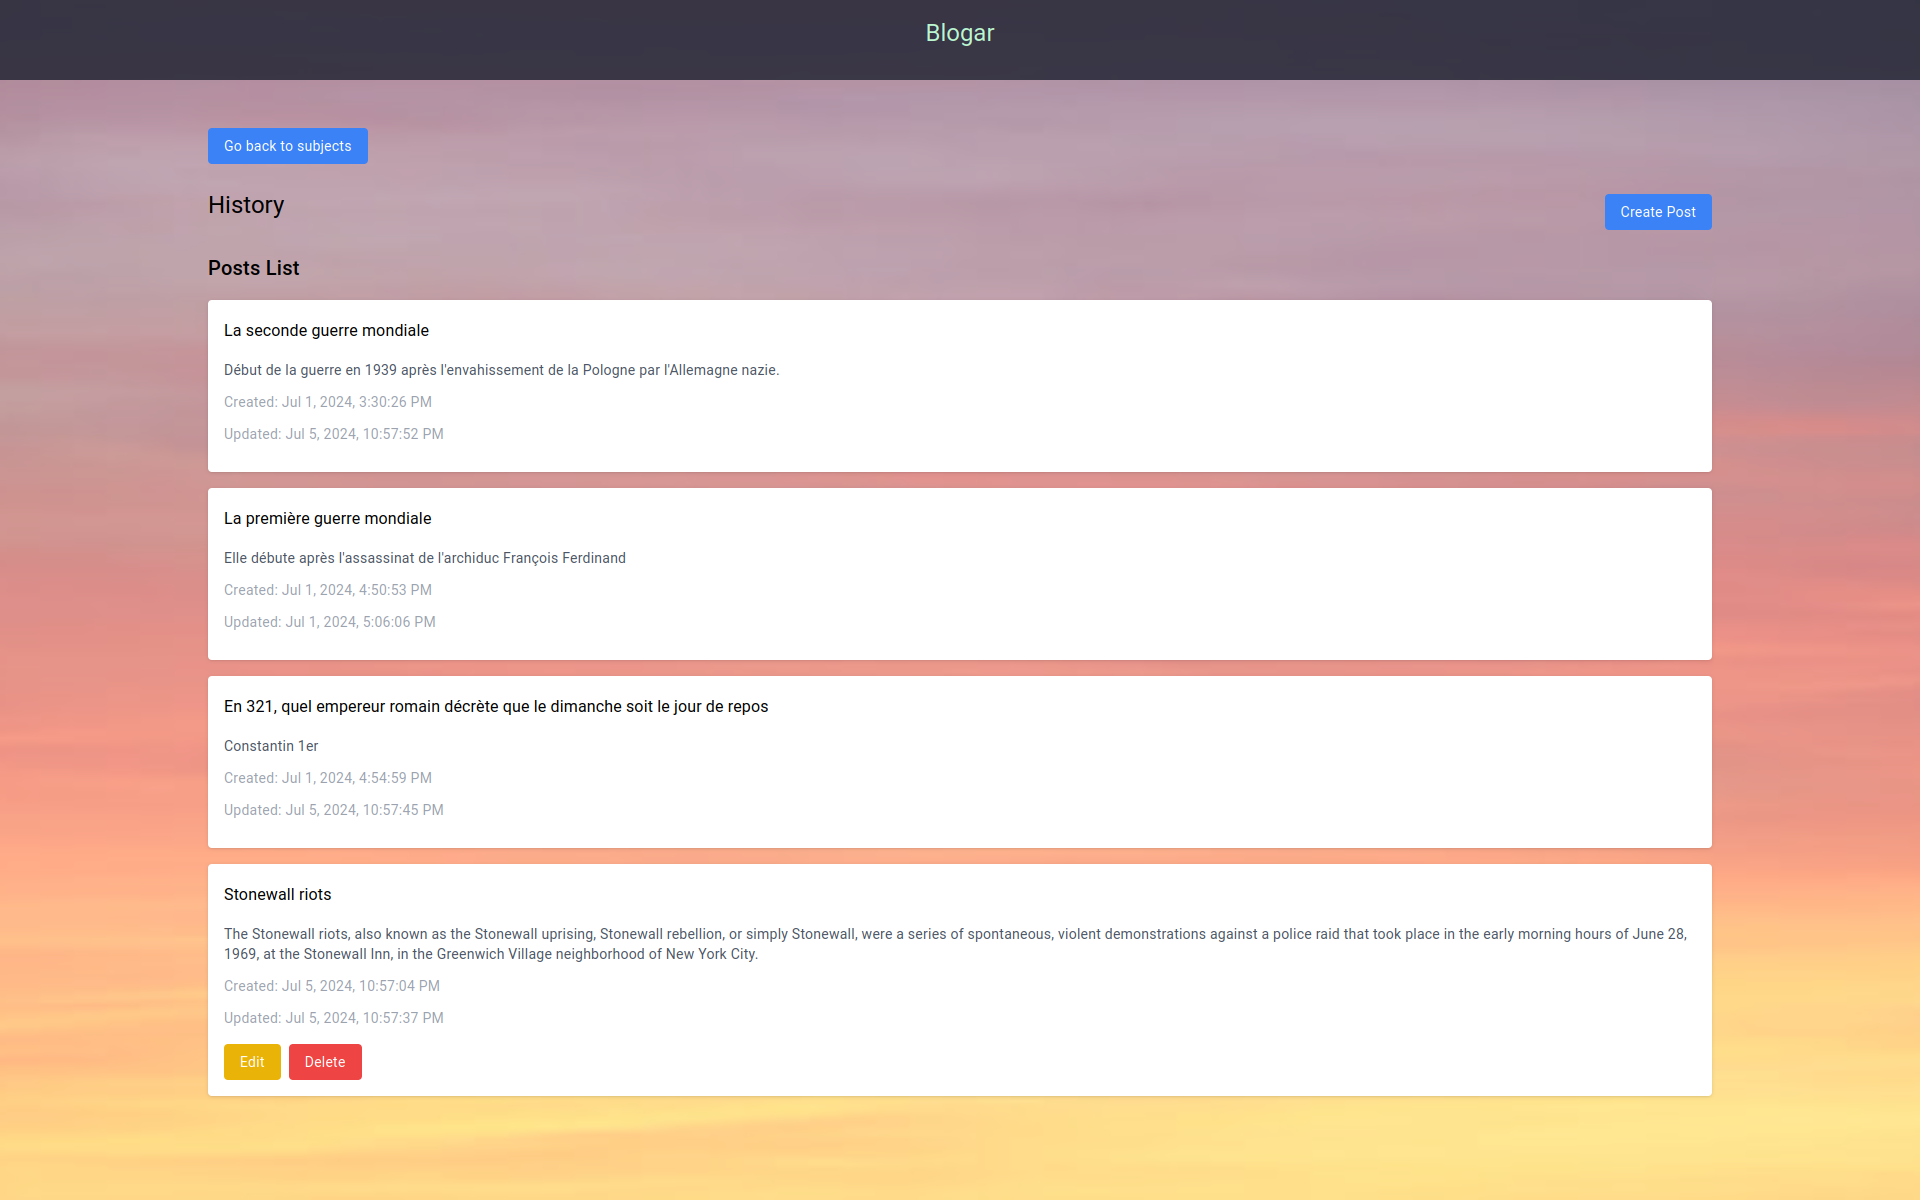 Blogar
Go back to subjects
History
Create Post
Posts List
La seconde guerre mondiale
Début de la guerre en 1939 après l'envahissement de la Pologne par l'Allemagne nazie.
Created: Jul 1, 2024, 3:30:26 PM
Updated: Jul 5, 2024, 10:57:52 PM
La première guerre mondiale
Elle débute après l'assassinat de l'archiduc François Ferdinand
Created: Jul 1, 2024, 4:50:53 PM
Updated: Jul 1, 2024, 5:06:06 PM
En 321, quel empereur romain décrète que le dimanche soit le jour de repos
Constantin 1er
Created: Jul 1, 2024, 4:54:59 PM
Updated: Jul 5, 2024, 10:57:45 PM
Stonewall riots
The Stonewall riots, also known as the Stonewall uprising, Stonewall rebellion, or simply Stonewall, were a series of spontaneous, violent demonstrations against a police raid that took place in the early morning hours of June 28,
1969, at the Stonewall Inn, in the Greenwich Village neighborhood of New York City.
Created: Jul 5, 2024, 10:57:04 PM
Updated: Jul 5, 2024, 10:57:37 PM
Edit
Delete